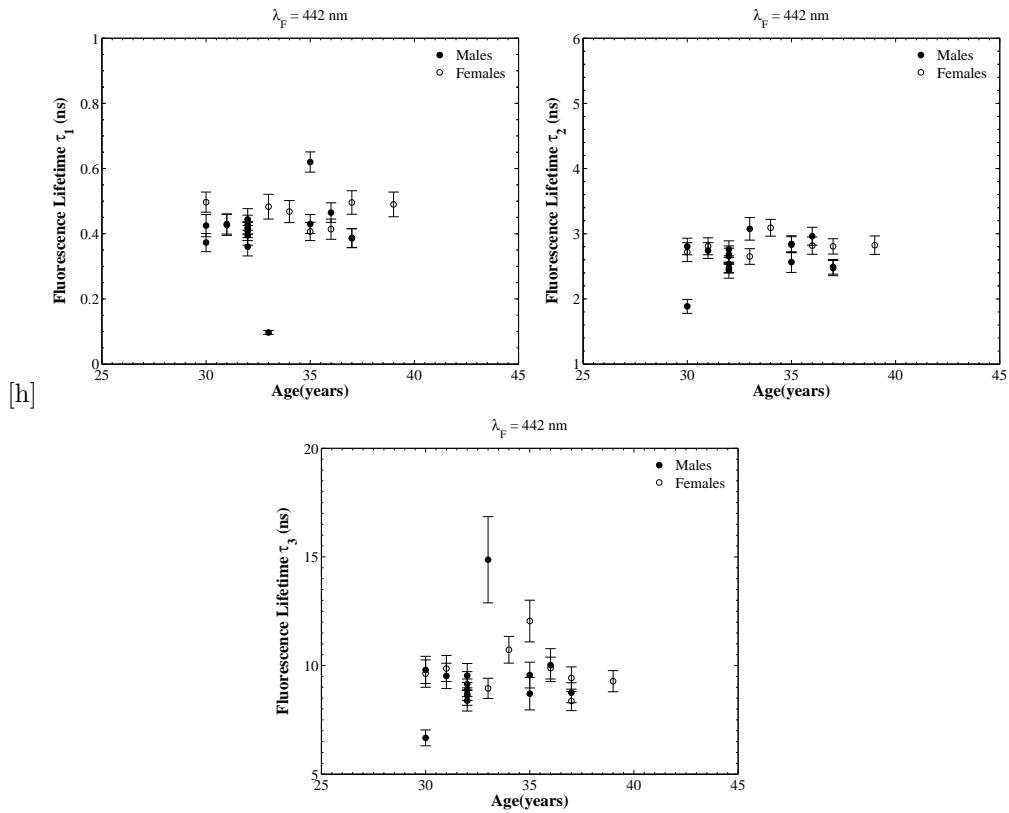 λF = 442 nm
Fluorescence Lifetime τ1 (ns)
1
0.8
0.6
0.4
0.2
0
25 30 35 40 45
Age(years)
Males
Females
λF = 442 nm
Fluorescence Lifetime τ2 (ns)
6
5
4
3
2
1
25 30 35 40 45
Age(years)
Males
Females
[h]
λF = 442 nm
Fluorescence Lifetime τ3 (ns)
20
15
10
5
25 30 35 40 45
Age(years)
Males
Females